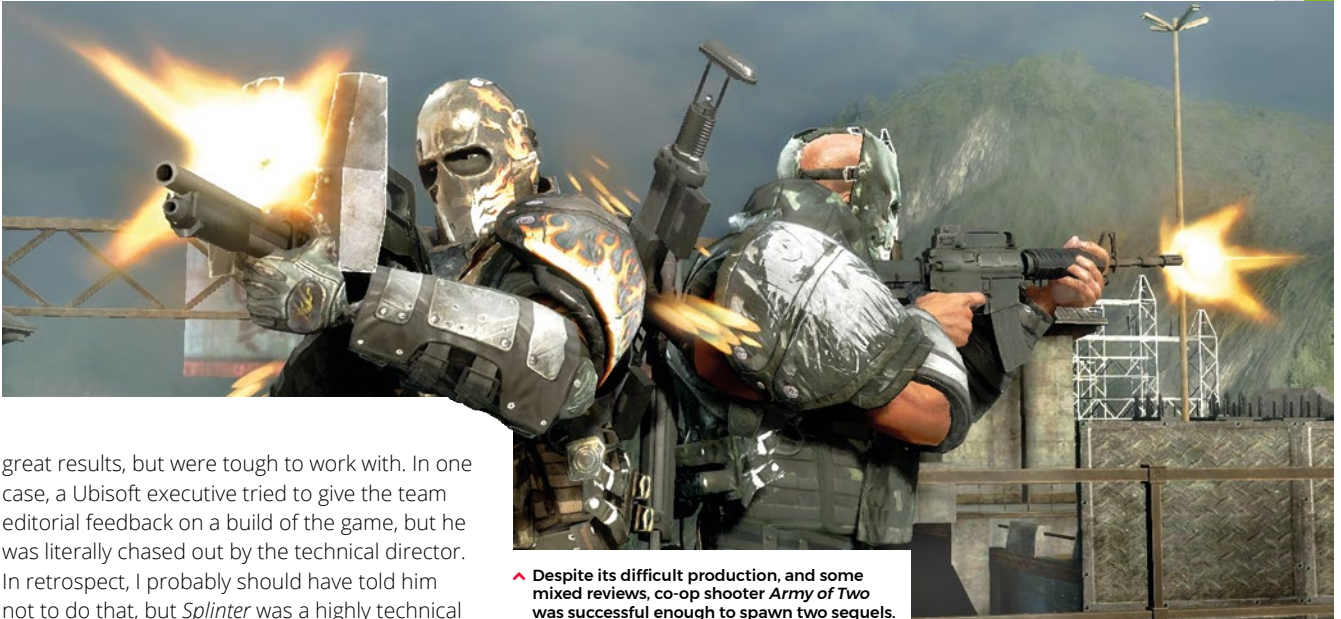 great results, but were tough to work with. In one
case, a Ubisoft executive tried to give the team
editorial feedback on a build of the game, but he
was literally chased out by the technical director.
In retrospect, I probably should have told him
not to do that, but Splinter was a highly technical
Despite its difficult production, and some
mixed reviews, co-op shooter Army of Two
was successful enough to spawn two sequels.